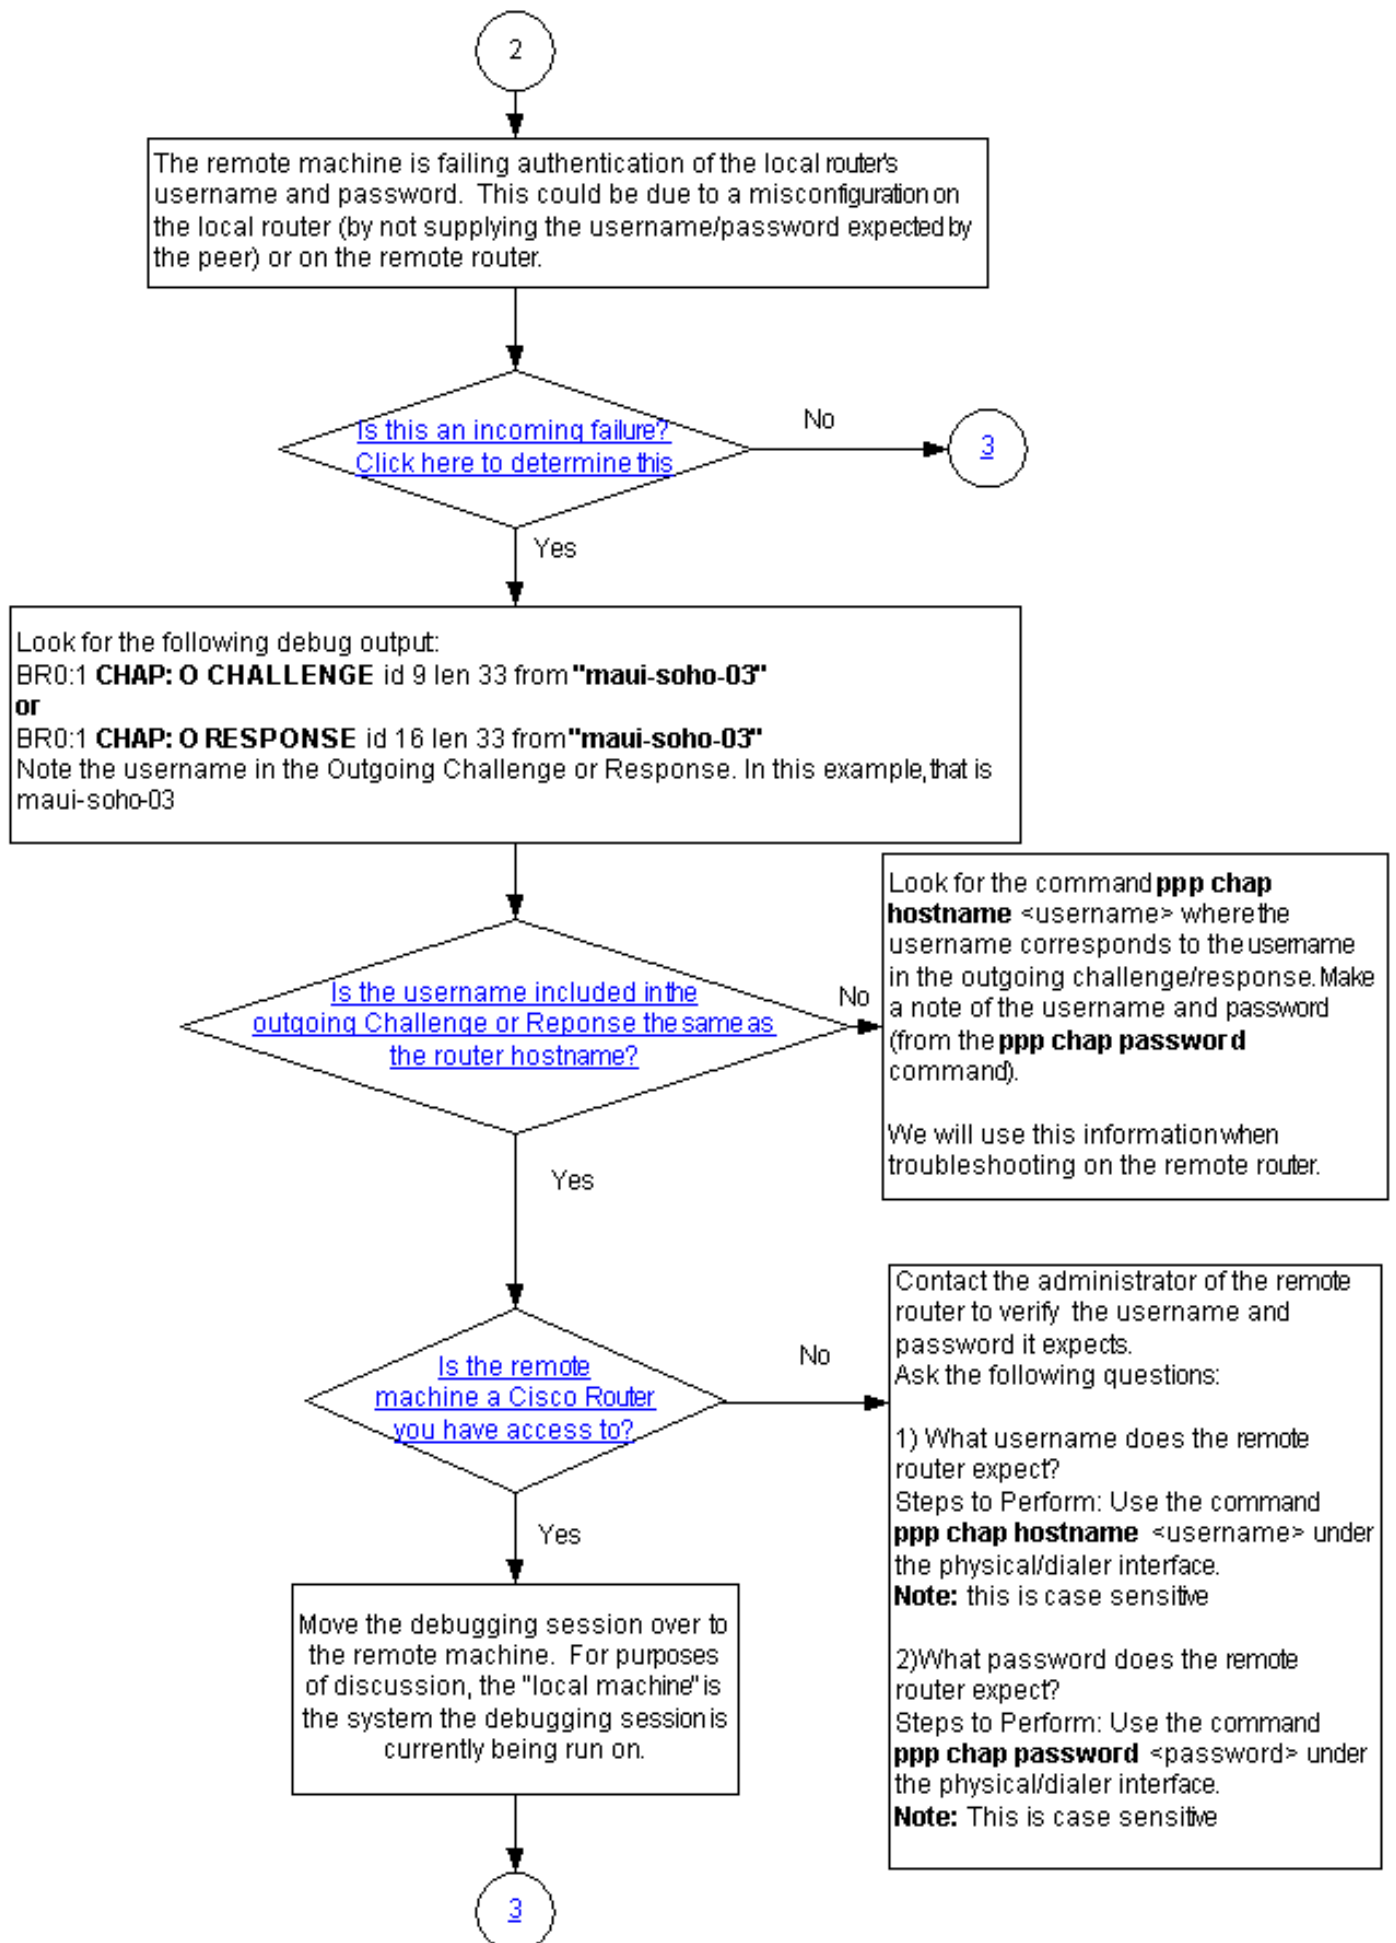 2
The remote machine is failing authentication of the local router's
username and password. This could be due to a misconfiguration on
the local router (by not supplying the username/password expected by
the peer) or on the remote router.
Is this an incoming failure?
Click here to determine this
No
3
Yes
Look for the following debug output:
BR0:1 CHAP: O CHALLENGE id 9 len 33 from "maui-soho-03"
or
BR0:1 CHAP: O RESPONSE id 16 len 33 from "maui-soho-03"
Note the username in the Outgoing Challenge or Response. In this example, that is
maui-soho-03
Is the username included in the
outgoing Challenge or Reponse the same as
the router hostname?
No
Look for the command ppp chap
hostname <username> where the
username corresponds to the username
in the outgoing challenge/response. Make
a note of the username and password
(from the ppp chap password
command).
We will use this information when
troubleshooting on the remote router.
Yes
Is the remote
machine a Cisco Router
you have access to?
No
Contact the administrator of the remote
router to verify the username and
password it expects.
Ask the following questions:
1) What username does the remote
router expect?
Steps to Perform: Use the command
ppp chap hostname <username> under
the physical/dialer interface.
Note: this is case sensitive
2)What password does the remote
router expect?
Steps to Perform: Use the command
ppp chap password <password> under
the physical/dialer interface.
Note: This is case sensitive
Yes
Move the debugging session over to
the remote machine. For purposes
of discussion, the "local machine" is
the system the debugging session is
currently being run on.
3